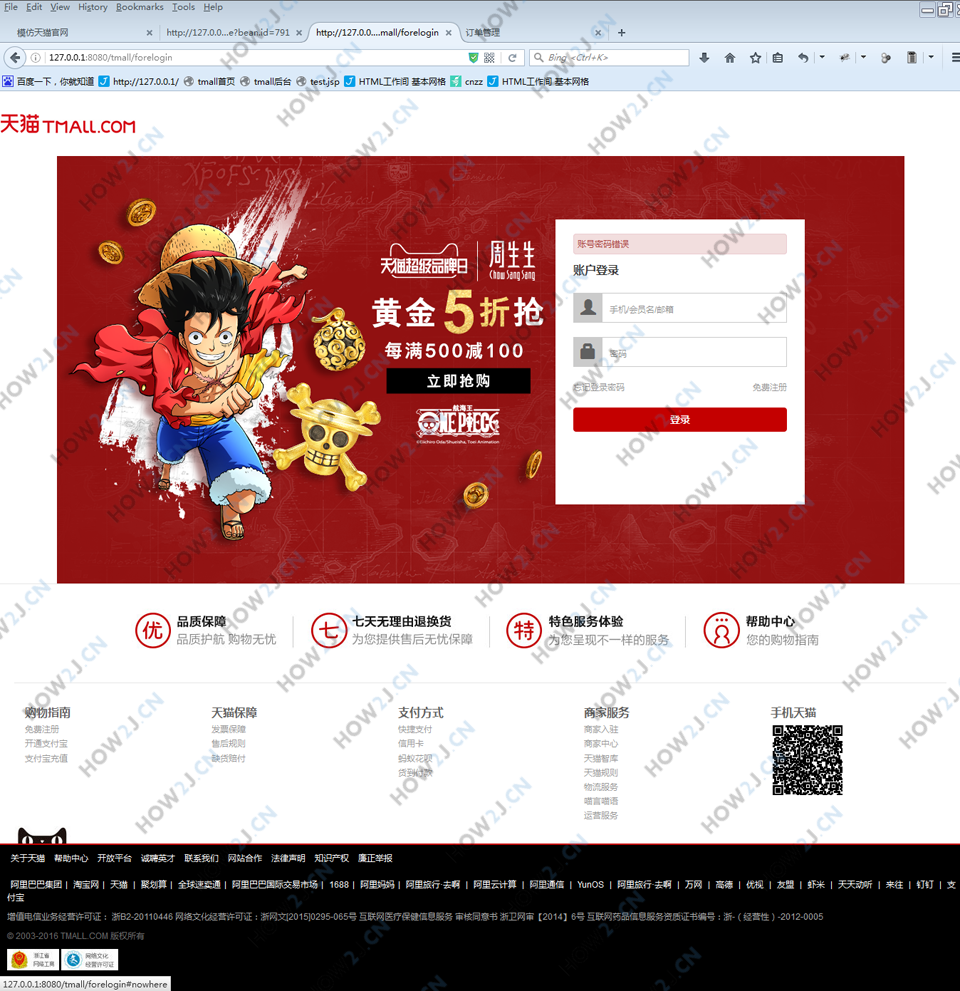 File Edit View History Bookmarks Tools Help
模仿天猫官网 × http://127.0.0...e?bean.id=791 × http://127.0.0....mall/forelogin × 订单管理 × +
127.0.0.1:8080/tmall/forelogin Bing <Ctrl+K>
百度一下，你就知道 http://127.0.0.1/ tmall首页 tmall后台 test.jsp HTML工作间 基本网格 cnzz HTML工作间 基本网格
天猫 TMALL.COM
天猫超级品牌日 周生生
Chow Sang Sang
黄金5折抢
每满500减100
立即抢购
航海王
ONE PIECE
©Eiichiro Oda/Shueisha, Toei Animation
账号密码错误
账户登录
手机/会员名/邮箱
密码
忘记登录密码 免费注册
登录
优 品质保障 七 七天无理由退换货 特 特色服务体验 帮助中心
品质护航 购物无忧 为您提供售后无忧保障 为您呈现不一样的服务 您的购物指南
购物指南 天猫保障 支付方式 商家服务 手机天猫
免费注册 发票保障 快捷支付 商家入驻
开通支付宝 售后规则 信用卡 商家中心
支付宝充值 缺货赔付 蚂蚁花呗 天猫智库
货到付款 天猫规则
物流服务
喵言喵语
运营服务
关于天猫 帮助中心 开放平台 诚聘英才 联系我们 网站合作 法律声明 知识产权 廉正举报
阿里巴巴集团 | 淘宝网 | 天猫 | 聚划算 | 全球速卖通 | 阿里巴巴国际交易市场 | 1688 | 阿里妈妈 | 阿里旅行·去啊 | 阿里云计算 | 阿里通信 | YunOS | 阿里旅行·去啊 | 万网 | 高德 | 优视 | 友盟 | 虾米 | 天天动听 | 来往 | 钉钉 | 支
付宝
增值电信业务经营许可证： 浙B2-20110446 网络文化经营许可证：浙网文[2015]0295-065号 互联网医疗保健信息服务 审核同意书 浙卫网审【2014】6号 互联网药品信息服务资质证书编号：浙-（经营性）-2012-0005
© 2003-2016 TMALL.COM 版权所有
浙江省 网络文化
网络工商 经营许可证
127.0.0.1:8080/tmall/forelogin#nowhere
HOW2J.CN